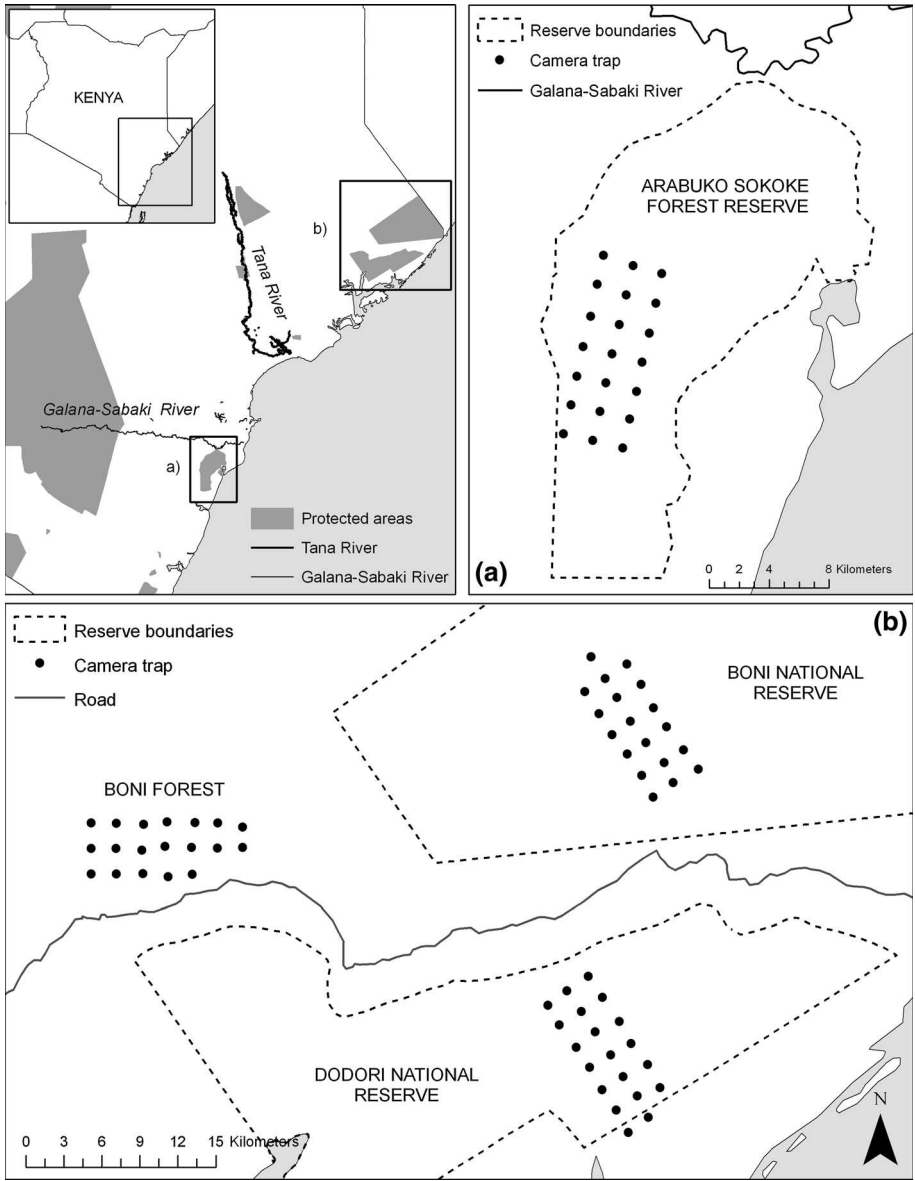 KENYA
b)
Tana River
Galana-Sabaki River
a)
Protected areas
Tana River
Galana-Sabaki River
Reserve boundaries
Camera trap
Galana-Sabaki River
ARABUKO SOKOKE
FOREST RESERVE
(a)
0 2 4 8 Kilometers
Reserve boundaries
Camera trap
Road
(b)
BONI NATIONAL
RESERVE
BONI FOREST
DODORI NATIONAL
RESERVE
0 3 6 9 12 15 Kilometers
N